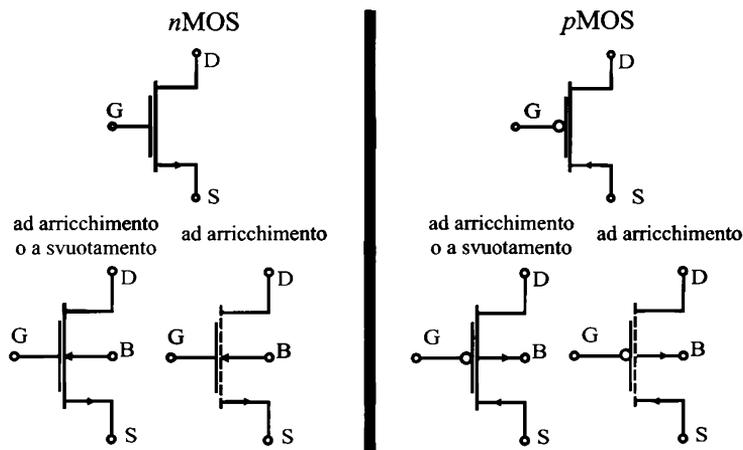 nMOS
D
G
S
ad arricchimento
o a svuotamento
ad arricchimento
D
G
B
S
D
G
B
S
pMOS
D
G
S
ad arricchimento
o a svuotamento
ad arricchimento
D
G
B
S
D
G
B
S